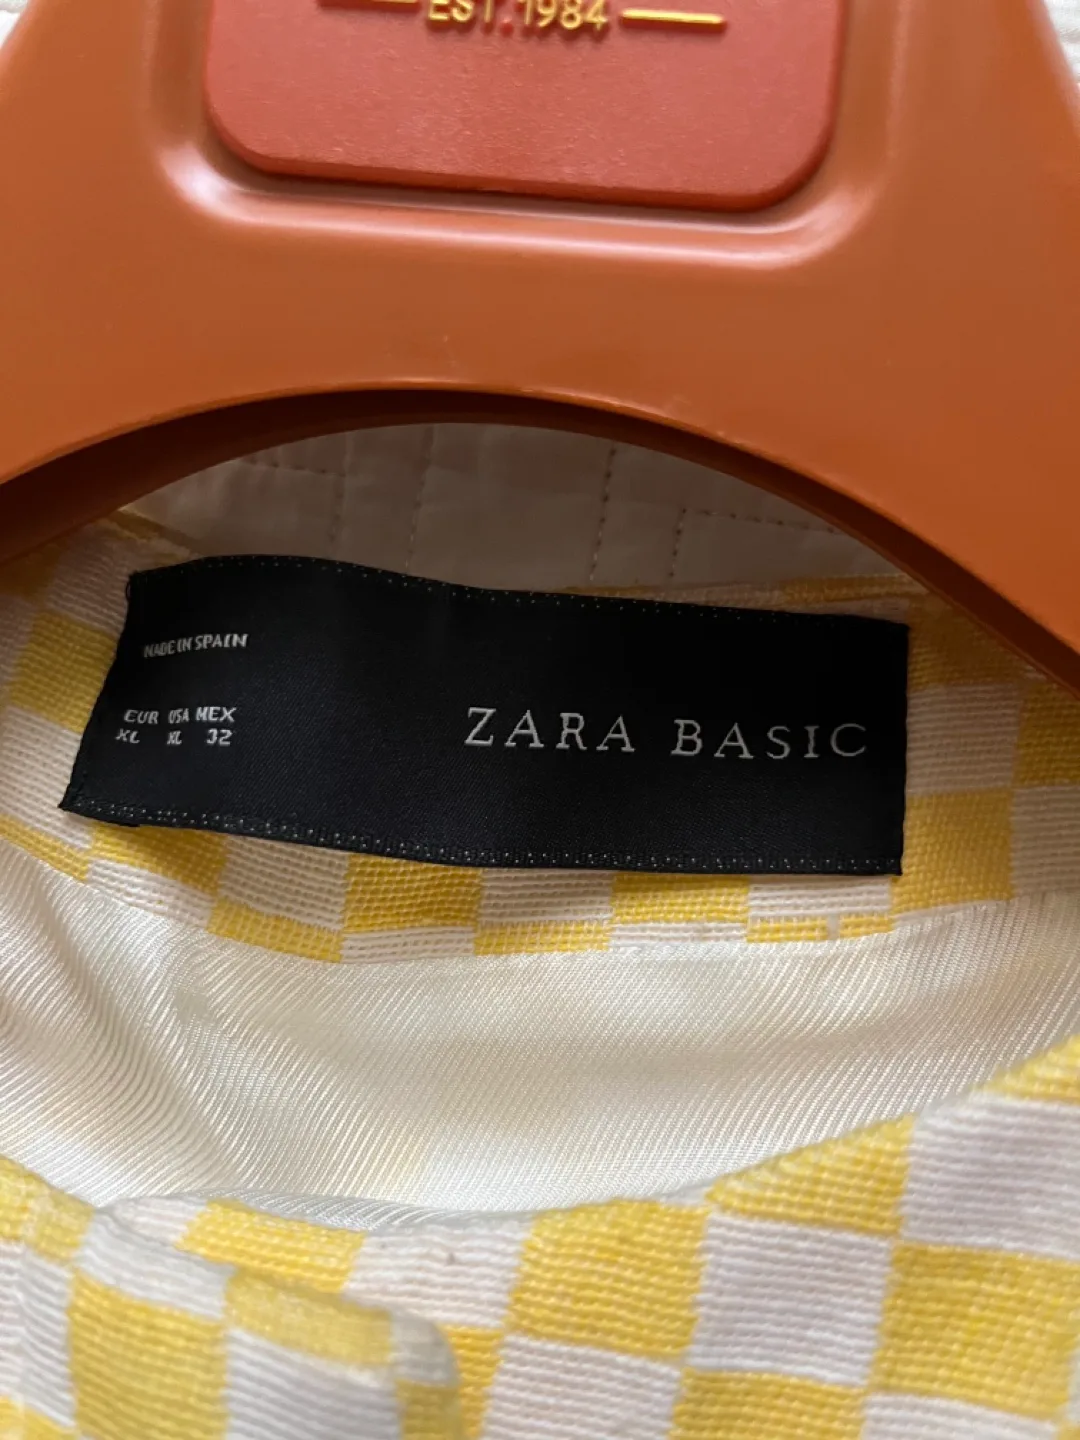 EST.1984
MADE IN SPAIN
EUR USA MEX
XL XL 32
ZARA BASIC